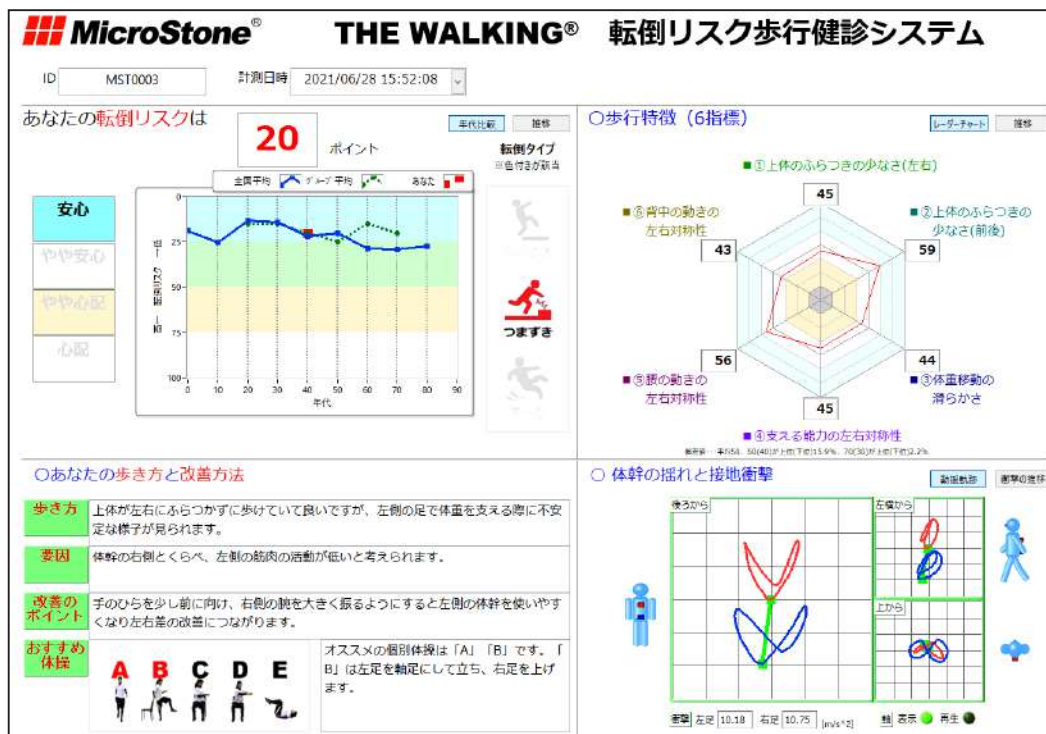 MicroStone® THE WALKING® 転倒リスク歩行健診システム
ID MST0003 計測日時 2021/06/28 15:52:08
あなたの転倒リスクは
20 ポイント
年代比較 推移
転倒タイプ
※色付きが該当
全国平均 グループ平均 あなた
安心
やや安心
やや心配
心配
0
25
50
75
100
0 10 20 30 40 50 60 70 80 90
年代
つまずき
○歩行特徴（6指標）
レーダーチャート 推移
■①上体のふらつきの少なさ(左右)
45
■⑥背中の動きの
左右対称性
43
■②上体のふらつきの
少なさ(前後)
59
56
■⑤腰の動きの
左右対称性
44
■③体重移動の
滑らかさ
45
■④支える能力の左右対称性
○あなたの歩き方と改善方法
歩き方
上体が左右にふらつかずに歩けていて良いですが、左側の足で体重を支える際に不安
定な様子が見られます。
要因
体幹の右側とくらべ、左側の筋肉の活動が低いと考えられます。
改善の
ポイント
手のひらを少し前に向け、右側の腕を大きく振るようにすると左側の体幹を使いやす
くなり左右差の改善につながります。
おすすめ
体操
A B C D E
オススメの個別体操は「A」「B」です。「
B」は左足を軸足にして立ち、右足を上げ
ます。
○ 体幹の揺れと接地衝撃
動揺軌跡 衝撃の推移
後ろから
左横から
上から
衝撃 左足 10.18 右足 10.75 [m/s^2]
軸 表示 再生